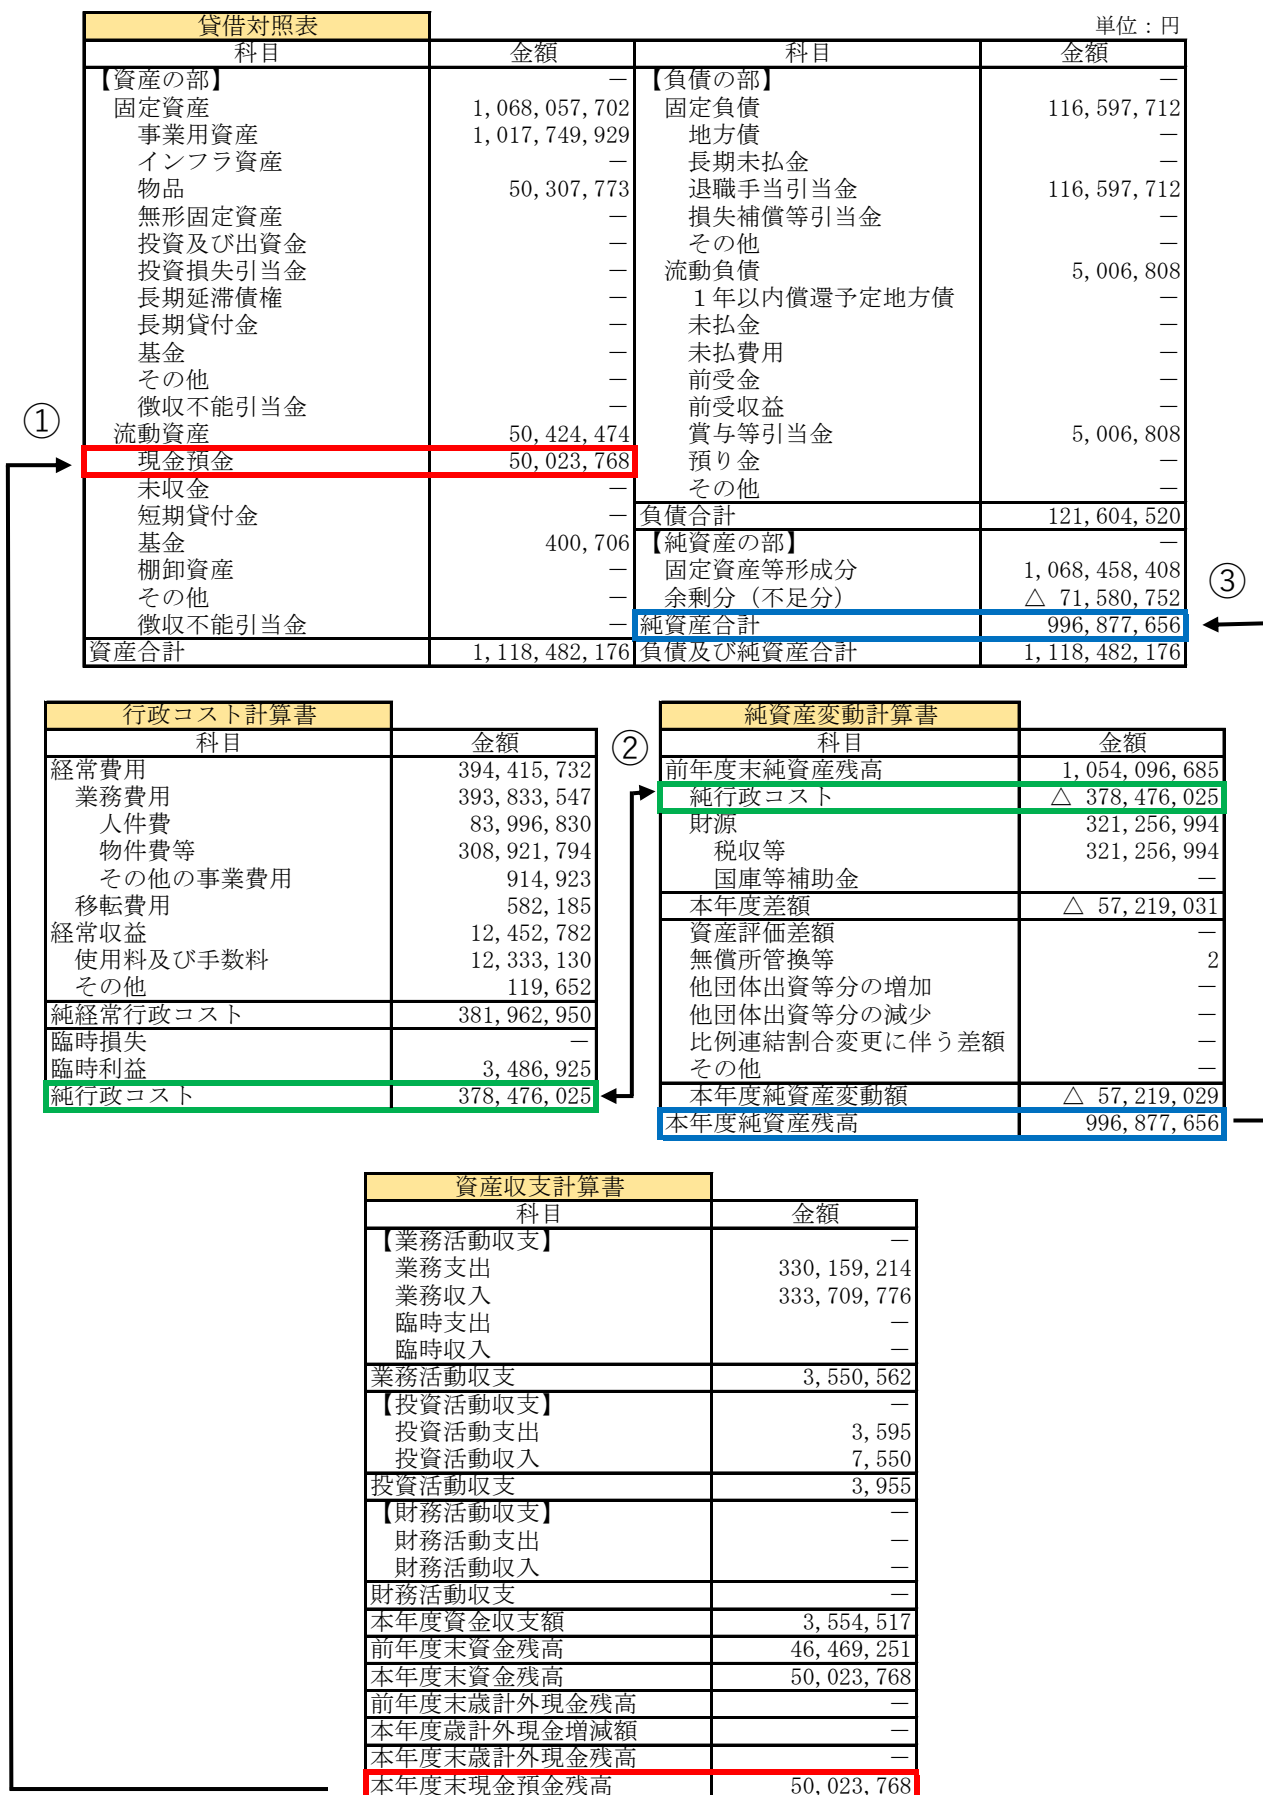 貸借対照表 単位：円
科目 金額 科目 金額
【資産の部】 － 【負債の部】 －
固定資産 1,068,057,702 固定負債 116,597,712
事業用資産 1,017,749,929 地方債 －
インフラ資産 － 長期未払金 －
物品 50,307,773 退職手当引当金 116,597,712
無形固定資産 － 損失補償等引当金 －
投資及び出資金 － その他 －
投資損失引当金 － 流動負債 5,006,808
長期延滞債権 － １年以内償還予定地方債 －
長期貸付金 － 未払金 －
基金 － 未払費用 －
その他 － 前受金 －
徴収不能引当金 － 前受収益 －
①
流動資産 50,424,474 賞与等引当金 5,006,808
現金預金 50,023,768 預り金 －
未収金 － その他 －
短期貸付金 － 負債合計 121,604,520
基金 400,706 【純資産の部】 －
棚卸資産 － 固定資産等形成分 1,068,458,408
③
その他 － 余剰分（不足分） △ 71,580,752
徴収不能引当金 － 純資産合計 996,877,656
資産合計 1,118,482,176 負債及び純資産合計 1,118,482,176
行政コスト計算書
科目 金額
経常費用 394,415,732
業務費用 393,833,547
人件費 83,996,830
物件費等 308,921,794
その他の事業費用 914,923
移転費用 582,185
経常収益 12,452,782
使用料及び手数料 12,333,130
その他 119,652
純経常行政コスト 381,962,950
臨時損失 －
臨時利益 3,486,925
純行政コスト 378,476,025
②
純資産変動計算書
科目 金額
前年度末純資産残高 1,054,096,685
純行政コスト △ 378,476,025
財源 321,256,994
税収等 321,256,994
国庫等補助金 －
本年度差額 △ 57,219,031
資産評価差額 －
無償所管換等 2
他団体出資等分の増加 －
他団体出資等分の減少 －
比例連結割合変更に伴う差額 －
その他 －
本年度純資産変動額 △ 57,219,029
本年度純資産残高 996,877,656
資産収支計算書
科目 金額
【業務活動収支】 －
業務支出 330,159,214
業務収入 333,709,776
臨時支出 －
臨時収入 －
業務活動収支 3,550,562
【投資活動収支】 －
投資活動支出 3,595
投資活動収入 7,550
投資活動収支 3,955
【財務活動収支】 －
財務活動支出 －
財務活動収入 －
財務活動収支 －
本年度資金収支額 3,554,517
前年度末資金残高 46,469,251
本年度末資金残高 50,023,768
前年度末歳計外現金残高 －
本年度歳計外現金増減額 －
本年度末歳計外現金残高 －
本年度末現金預金残高 50,023,768